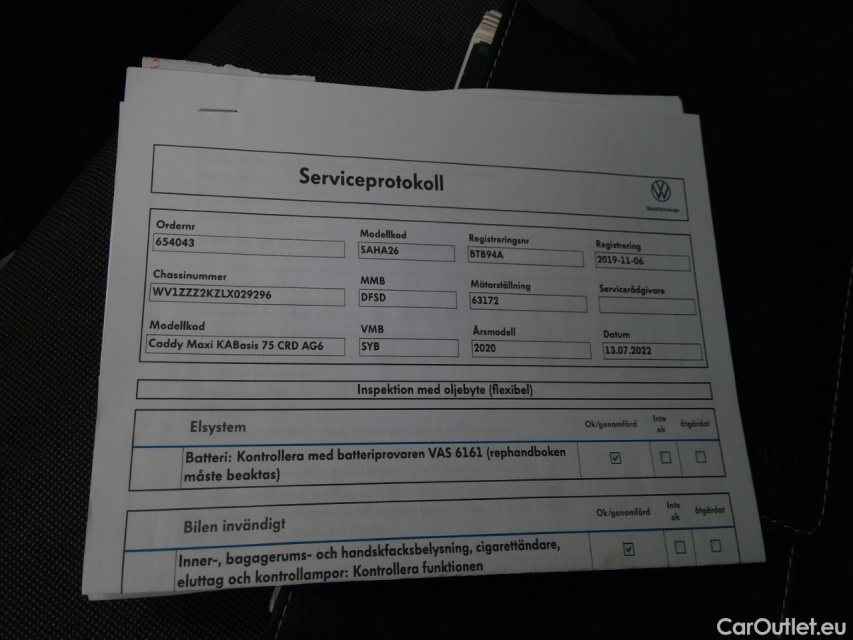 Serviceprotokoll
Ordernr
654043
Modellkod
SAHA26
Registreringsnr
BTB94A
Registrering
2019-11-06
Chassinummer
WV1ZZZ2KZLX029296
MMB
DFSD
Mätarställning
63172
Servicerådgivare
Modellkod
Caddy Maxi KABasis 75 CRD AG6
VMB
SYB
Årsmodell
2020
Datum
13.07.2022
Inspektion med oljebyte (flexibel)
Elsystem
Ok/genomförd
Inte
ok
åtgärdat
Batteri: Kontrollera med batteriprovaren VAS 6161 (rephandboken
måste beaktas)
Bilen invändigt
Ok/genomförd
Inte
ok
åtgärdat
Inner-, bagagerums- och handskfacksbelysning, cigarettändare,
eluttag och kontrollampor: Kontrollera funktionen
CarOutlet.eu